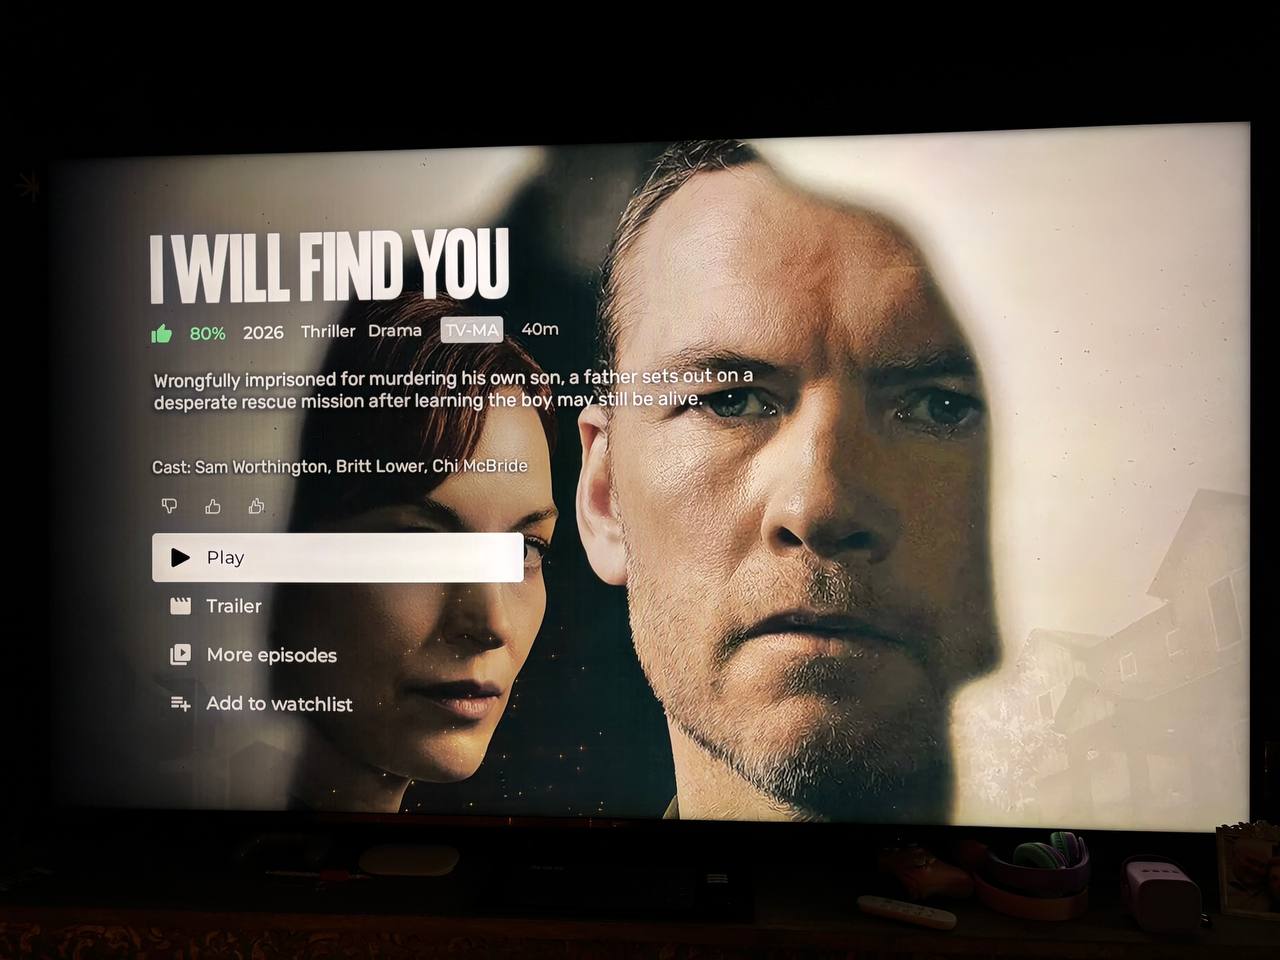 I WILL FIND YOU
80% 2026 Thriller Drama TV-MA 40m
Wrongfully imprisoned for murdering his own son, a father sets out on a
desperate rescue mission after learning the boy may still be alive.
Cast: Sam Worthington, Britt Lower, Chi McBride
Play
Trailer
More episodes
Add to watchlist